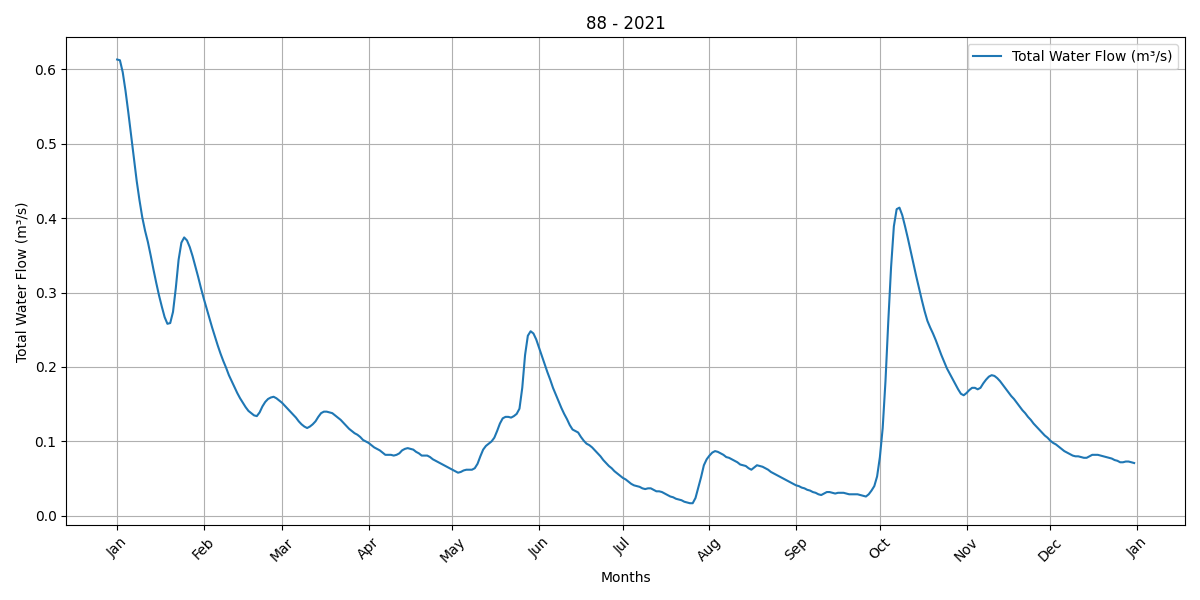 88 - 2021
Total Water Flow (m³/s)
Total Water Flow (m³/s)
0.6
0.5
0.4
0.3
0.2
0.1
0.0
Jan
Feb
Mar
Apr
May
Jun
Jul
Aug
Sep
Oct
Nov
Dec
Jan
Months